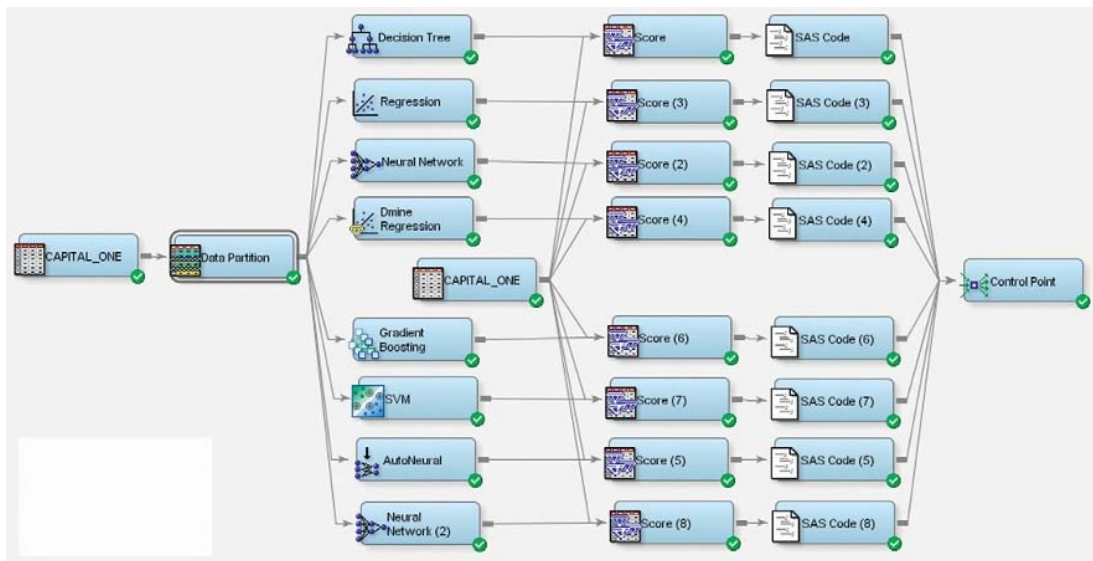 Decision Tree
Score
SAS Code
Regression
Score (3)
SAS Code (3)
Neural Network
Score (2)
SAS Code (2)
Dmine
Regression
Score (4)
SAS Code (4)
CAPITAL_ONE
Data Partition
CAPITAL_ONE
Control Point
Gradient
Boosting
Score (6)
SAS Code (6)
SVM
Score (7)
SAS Code (7)
AutoNeural
Score (5)
SAS Code (5)
Neural
Network (2)
Score (8)
SAS Code (8)